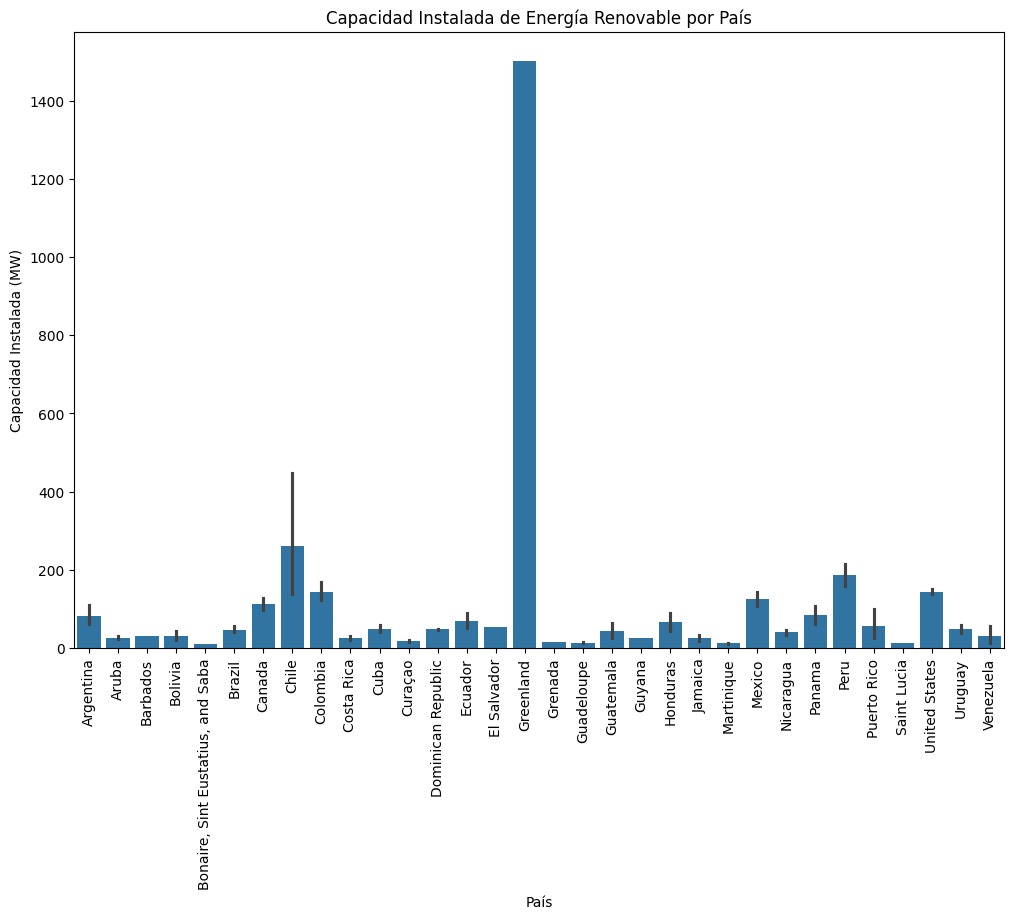 Capacidad Instalada de Energía Renovable por País
Capacidad Instalada (MW)
1400
1200
1000
800
600
400
200
0
Argentina
Aruba
Barbados
Bolivia
Bonaire, Sint Eustatius, and Saba
Brazil
Canada
Chile
Colombia
Costa Rica
Cuba
Curaçao
Dominican Republic
Ecuador
El Salvador
Greenland
Grenada
Guadeloupe
Guatemala
Guyana
Honduras
Jamaica
Martinique
Mexico
Nicaragua
Panama
Peru
Puerto Rico
Saint Lucia
United States
Uruguay
Venezuela
País